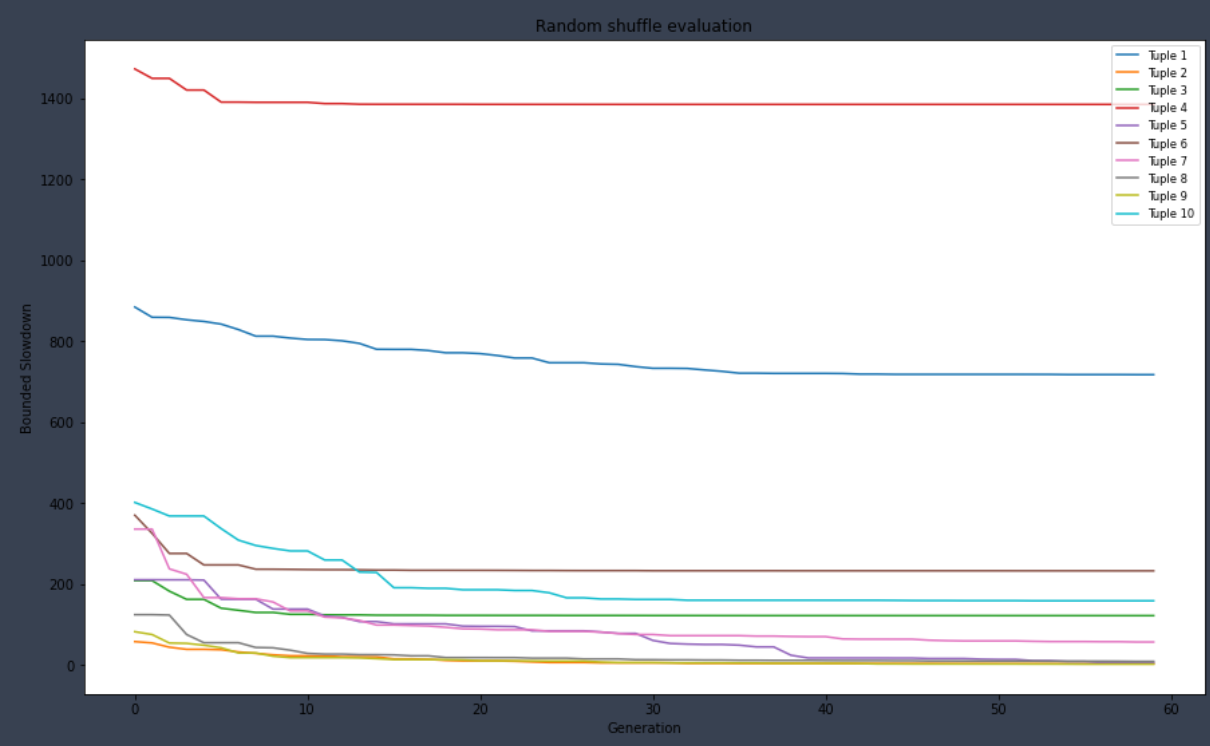 Random shuffle evaluation
Tuple 1
Tuple 2
Tuple 3
Tuple 4
Tuple 5
Tuple 6
Tuple 7
Tuple 8
Tuple 9
Tuple 10
Bounded Slowdown
1400
1200
1000
800
600
400
200
0
0 10 20 30 40 50 60
Generation